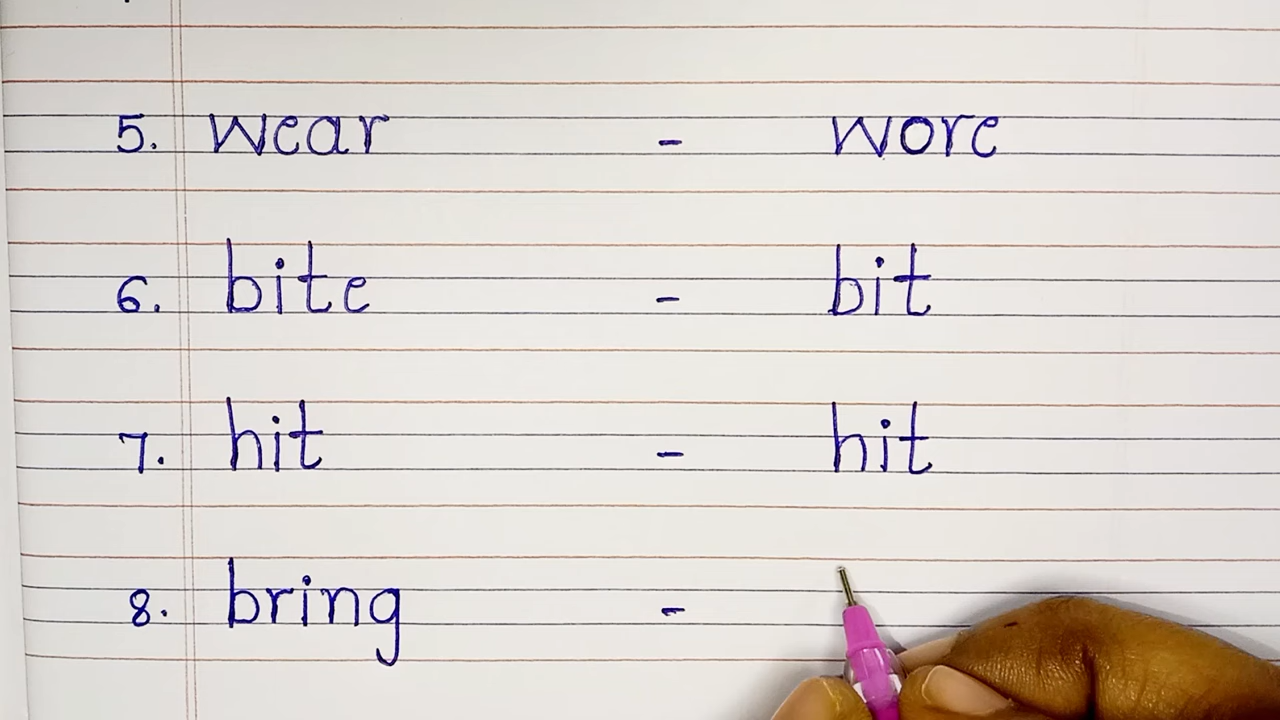 5. wear - wore
6. bite - bit
7. hit - hit
8. bring -